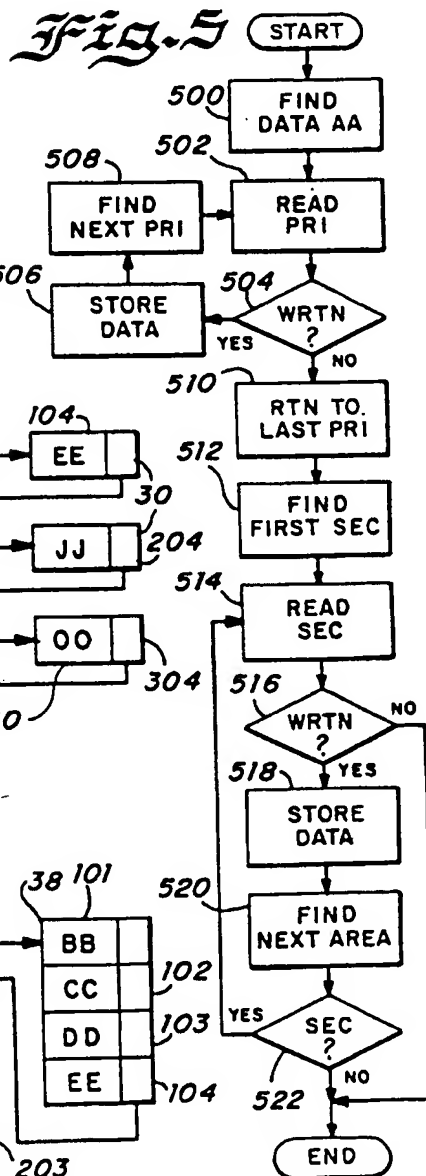 Fig. 5
START
500
FIND
DATA AA
508
502
FIND
NEXT PRI
READ
PRI
506
504
STORE
DATA
WRTN
?
YES
NO
510
RTN TO.
LAST PRI
104
EE
30
512
FIND
FIRST SEC
JJ
204
514
READ
SEC
OO
304
0
516
WRTN
?
NO
YES
518
STORE
DATA
520
FIND
NEXT AREA
38
101
BB
CC
102
DD
103
EE
104
YES
SEC
?
NO
522
203
END